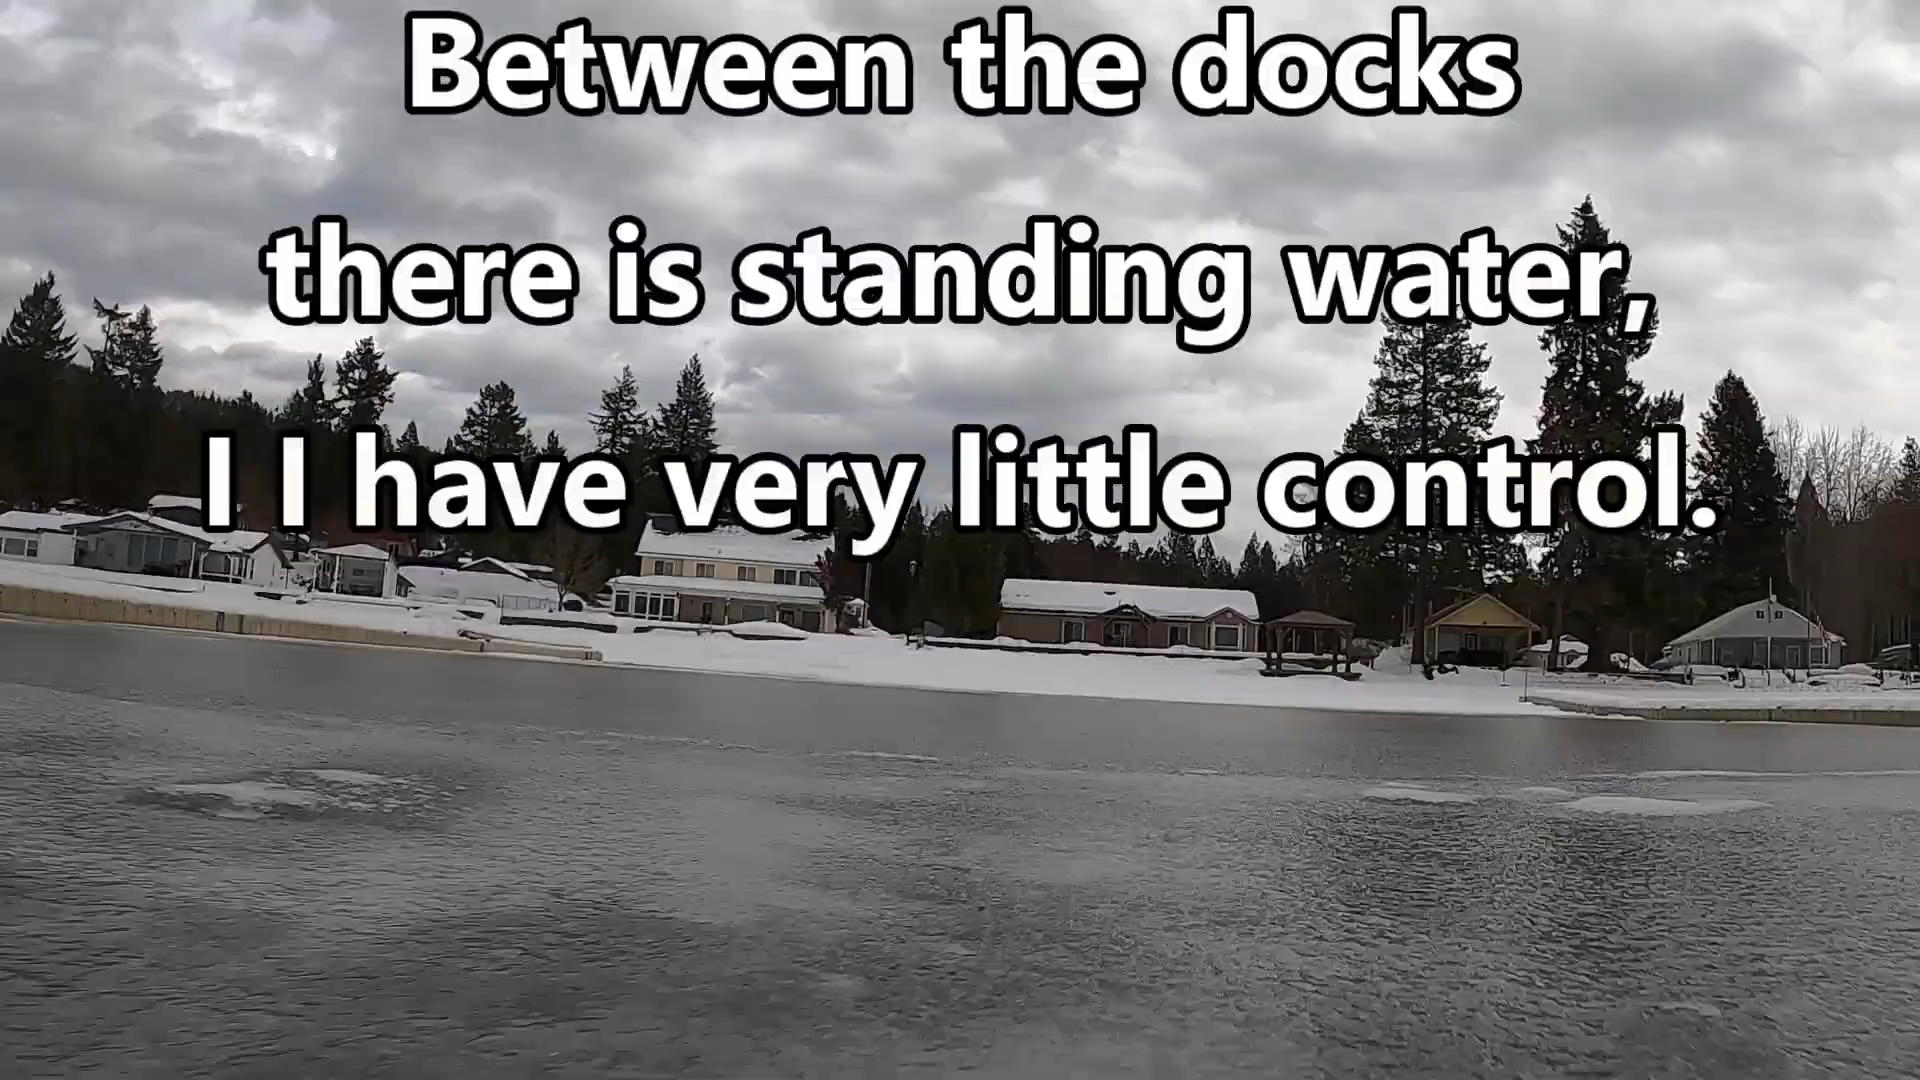 Between the docks
there is standing water,
I I have very little control.